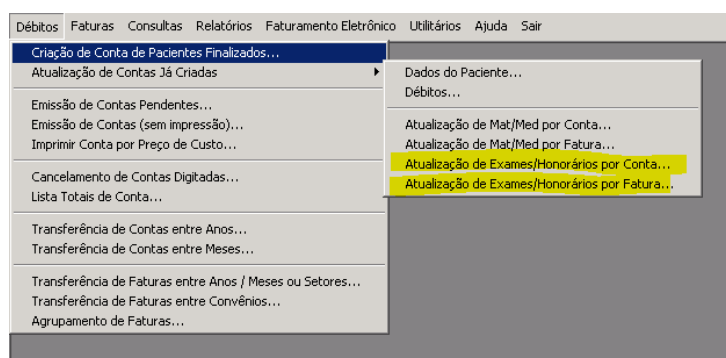 Débitos Faturas Consultas Relatórios Faturamento Eletrônico Utilitários Ajuda Sair
Criação de Conta de Pacientes Finalizados...
Atualização de Contas Já Criadas
Emissão de Contas Pendentes...
Emissão de Contas (sem impressão)...
Imprimir Conta por Preço de Custo...
Cancelamento de Contas Digitadas...
Lista Totais de Conta...
Transferência de Contas entre Anos...
Transferência de Contas entre Meses...
Transferência de Faturas entre Anos / Meses ou Setores...
Transferência de Faturas entre Convênios...
Agrupamento de Faturas...
Dados do Paciente...
Débitos...
Atualização de Mat/Med por Conta...
Atualização de Mat/Med por Fatura...
Atualização de Exames/Honorários por Conta...
Atualização de Exames/Honorários por Fatura...